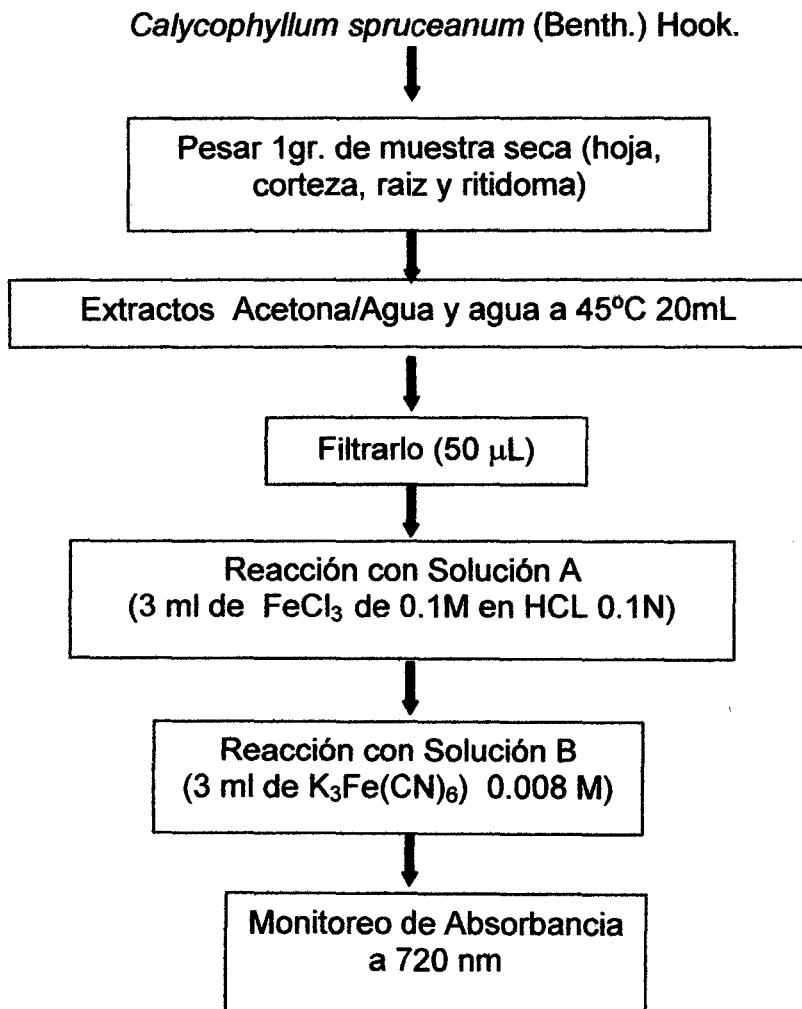 Calycophyllum spruceanum (Benth.) Hook.
Pesar 1gr. de muestra seca (hoja,
corteza, raiz y ritidoma)
Extractos Acetona/Agua y agua a 45ºC 20mL
Filtrarlo (50 μL)
Reacción con Solución A
(3 ml de FeCl₃ de 0.1M en HCL 0.1N)
Reacción con Solución B
(3 ml de K₃Fe(CN)₆) 0.008 M)
Monitoreo de Absorbancia
a 720 nm